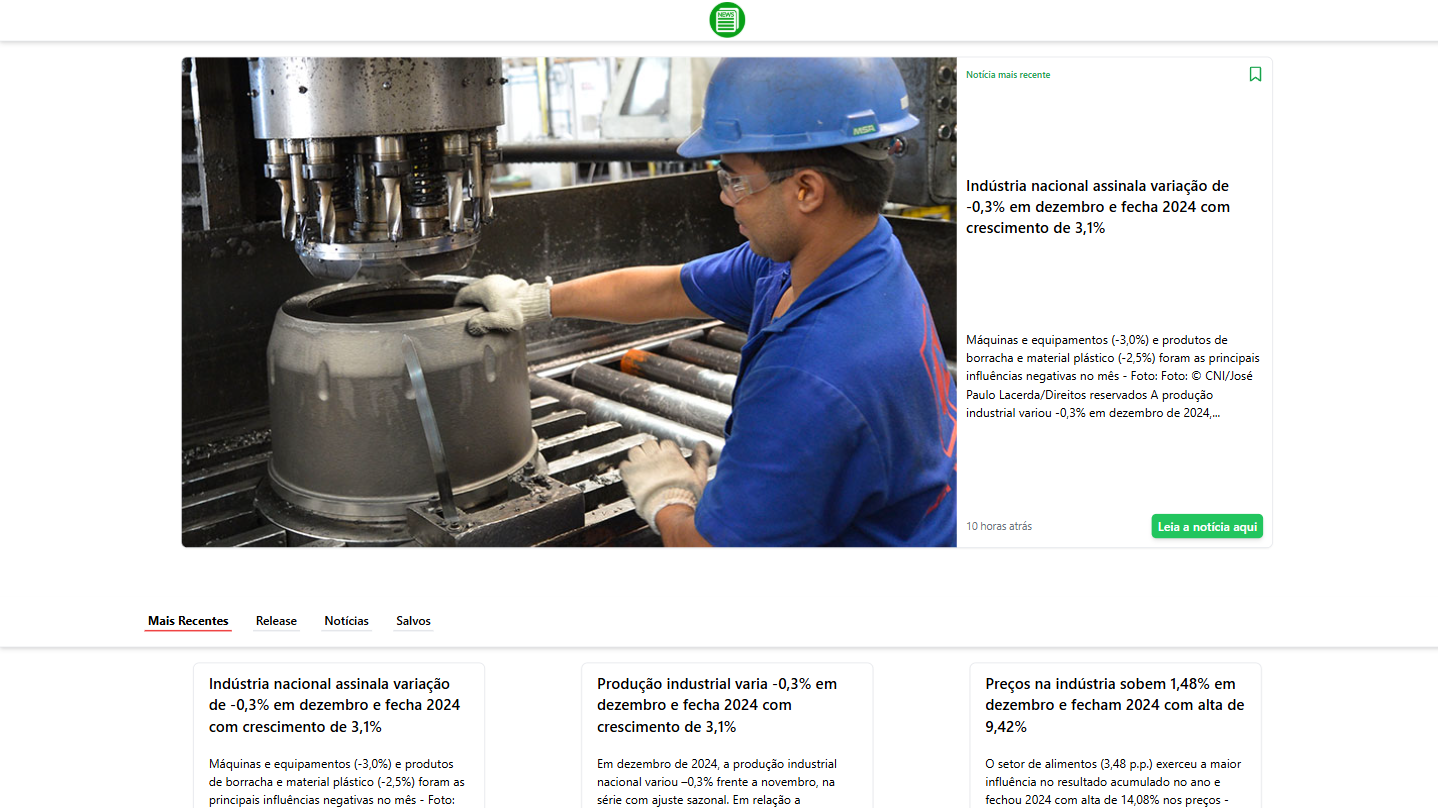 NEWS
Notícia mais recente
MSA
Indústria nacional assinala variação de
-0,3% em dezembro e fecha 2024 com
crescimento de 3,1%
Máquinas e equipamentos (-3,0%) e produtos de
borracha e material plástico (-2,5%) foram as principais
influências negativas no mês - Foto: Foto: © CNI/José
Paulo Lacerda/Direitos reservados A produção
industrial variou -0,3% em dezembro de 2024,...
10 horas atrás
Leia a notícia aqui
Mais Recentes
Release
Notícias
Salvos
Indústria nacional assinala variação
de -0,3% em dezembro e fecha 2024
com crescimento de 3,1%
Máquinas e equipamentos (-3,0%) e produtos
de borracha e material plástico (-2,5%) foram as
principais influências negativas no mês - Foto:
Produção industrial varia -0,3% em
dezembro e fecha 2024 com
crescimento de 3,1%
Em dezembro de 2024, a produção industrial
nacional variou –0,3% frente a novembro, na
série com ajuste sazonal. Em relação a
Preços na indústria sobem 1,48% em
dezembro e fecham 2024 com alta de
9,42%
O setor de alimentos (3,48 p.p.) exerceu a maior
influência no resultado acumulado no ano e
fechou 2024 com alta de 14,08% nos preços -